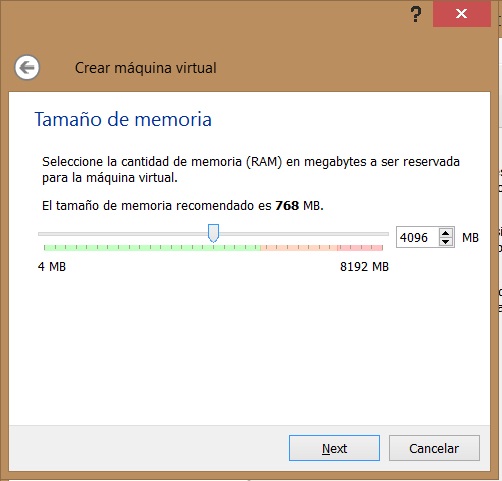 ?
Crear máquina virtual
Tamaño de memoria
Seleccione la cantidad de memoria (RAM) en megabytes a ser reservada
para la máquina virtual.
El tamaño de memoria recomendado es 768 MB.
4096 MB
4 MB 8192 MB
Next Cancelar